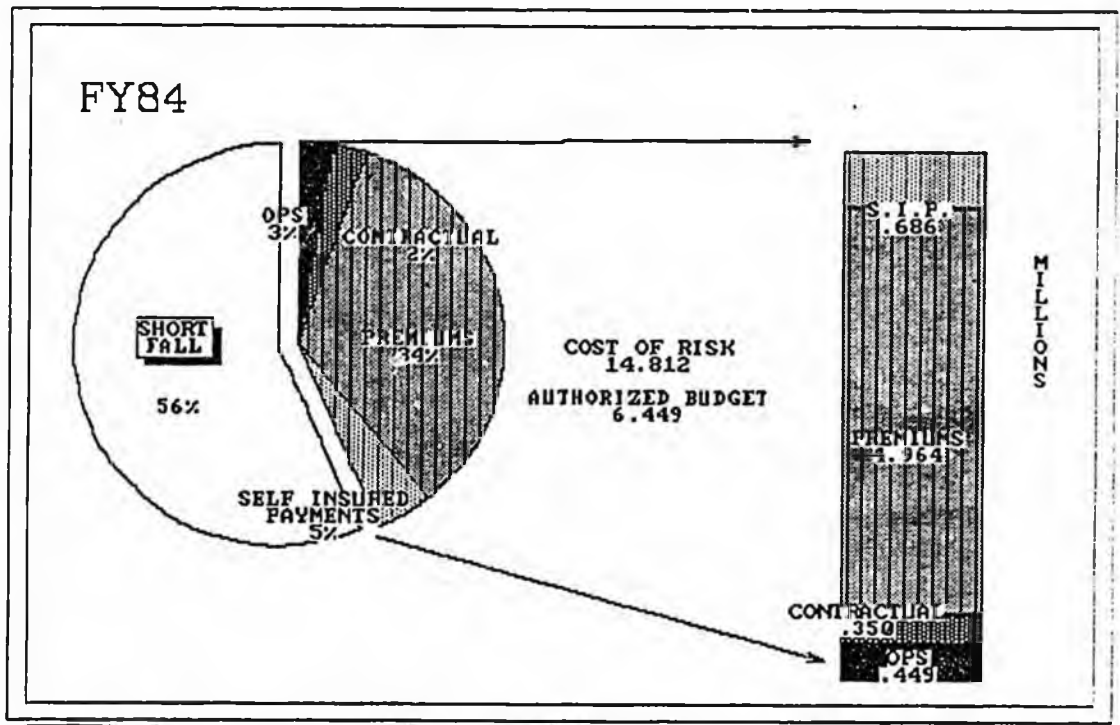 FY84
OPS
3%
CONTRACTUAL
2%
PREMIUMS
34%
SHORT
FALL
56%
SELF INSURED
PAYMENTS
5%
COST OF RISK
14.812
AUTHORIZED BUDGET
6.449
S.I.P.
.686
PREMIUMS
4.964
CONTRACTUAL
.350
OPS
.449
MILLIONS